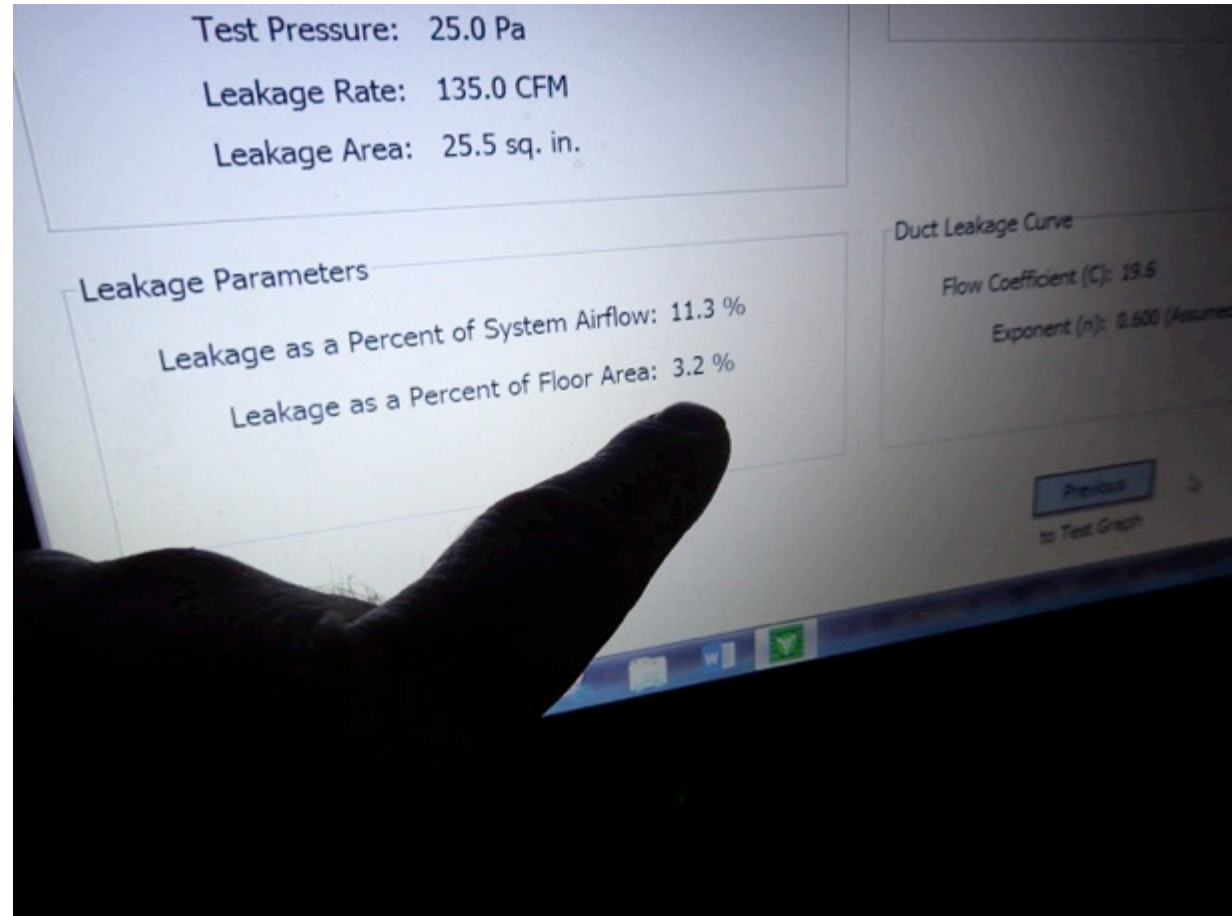 Test Pressure: 25.0 Pa
Leakage Rate: 135.0 CFM
Leakage Area: 25.5 sq. in.
Leakage Parameters
Leakage as a Percent of System Airflow: 11.3 %
Leakage as a Percent of Floor Area: 3.2 %
Duct Leakage Curve
Flow Coefficient (C): 19.6
Exponent (n): 0.600 (Assume
Previous
to Test Graph
W